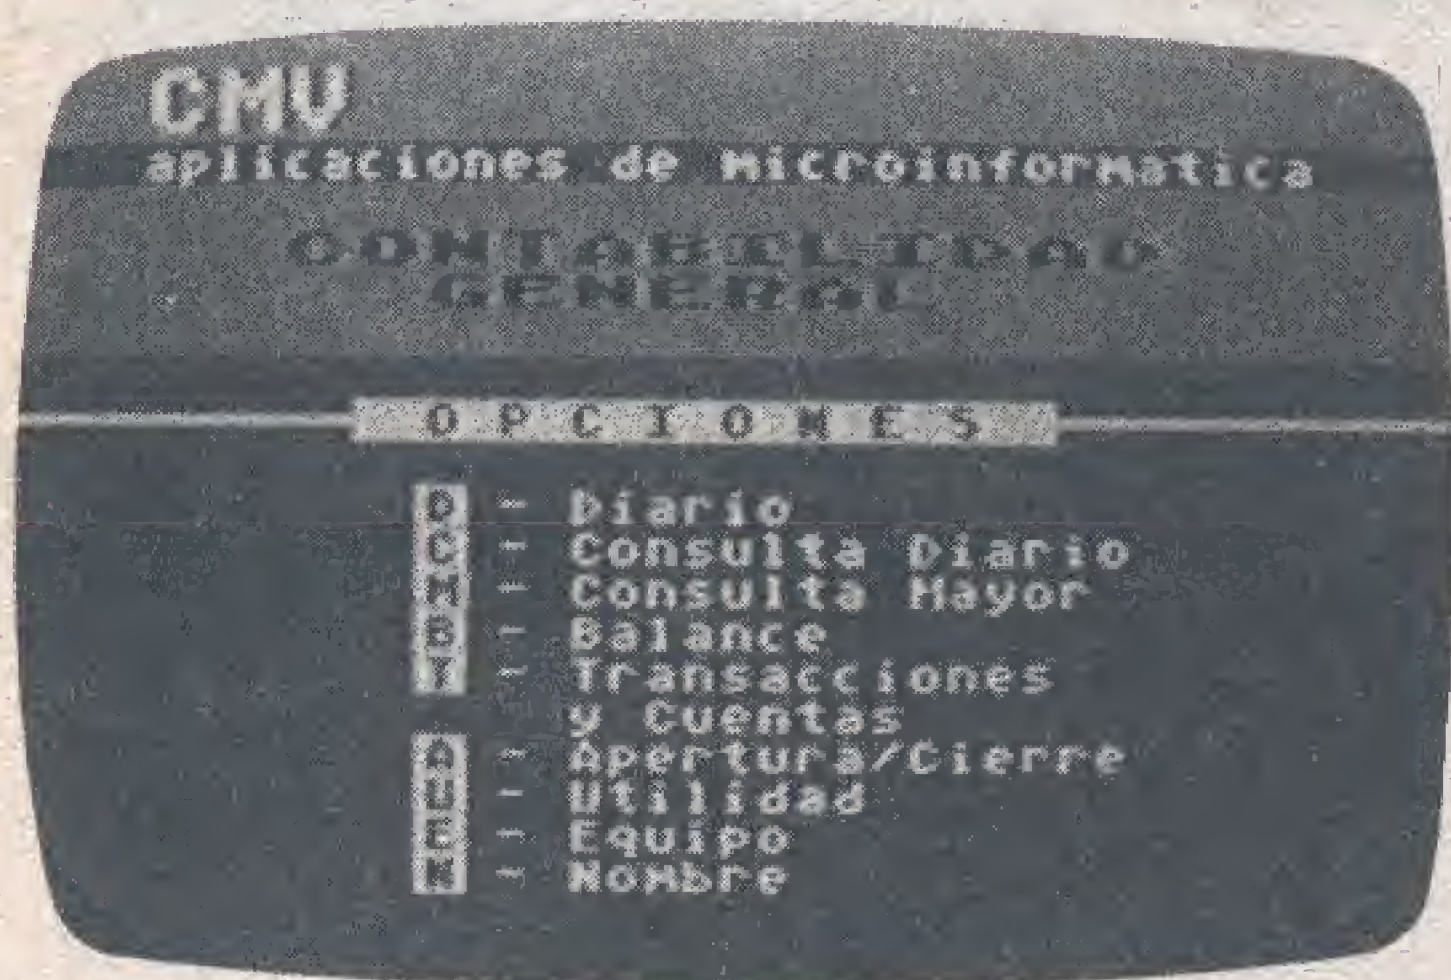 CMV
aplicaciones de microinformatica
CONTABILIDAD
GENERAL
OPCIONES
D - Diario
C - Consulta Diario
M - Consulta Mayor
B - Balance
T - Transacciones
y Cuentas
A - Apertura/Cierre
U - Utilidad
E - Equipo
N - Nombre